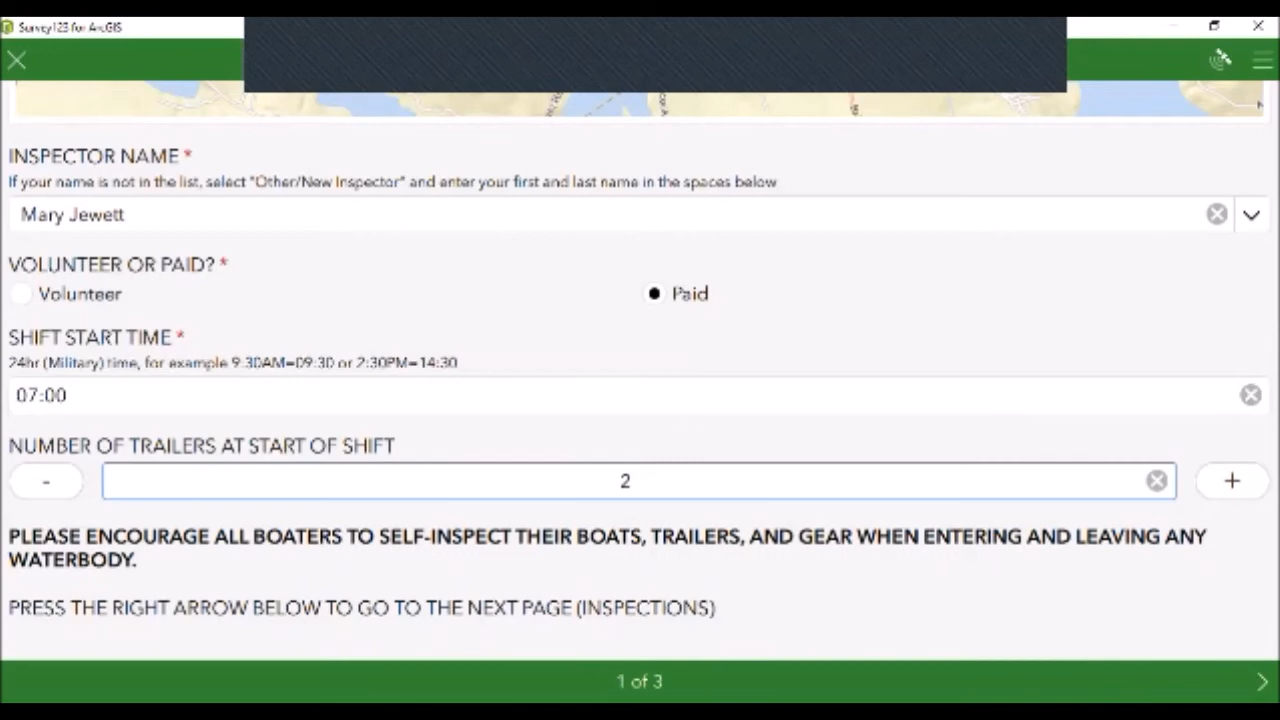 Survey123 for ArcGIS
INSPECTOR NAME *
If your name is not in the list, select "Other/New Inspector" and enter your first and last name in the spaces below
Mary Jewett
VOLUNTEER OR PAID? *
Volunteer Paid
SHIFT START TIME *
24hr (Military) time, for example 9:30AM=09:30 or 2:30PM=14:30
07:00
NUMBER OF TRAILERS AT START OF SHIFT
- 2 +
PLEASE ENCOURAGE ALL BOATERS TO SELF-INSPECT THEIR BOATS, TRAILERS, AND GEAR WHEN ENTERING AND LEAVING ANY
WATERBODY.
PRESS THE RIGHT ARROW BELOW TO GO TO THE NEXT PAGE (INSPECTIONS)
1 of 3